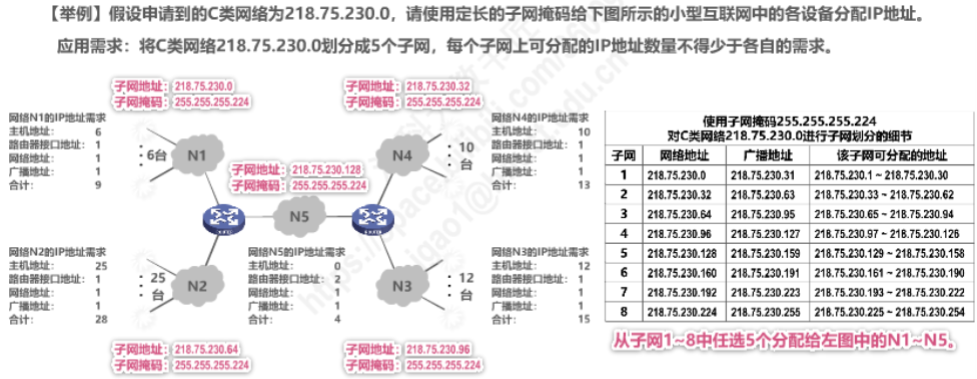 【举例】假设申请到的C类网络为218.75.230.0，请使用定长的子网掩码给下图所示的小型互联网中的各设备分配IP地址。
应用需求：将C类网络218.75.230.0划分成5个子网，每个子网上可分配的IP地址数量不得少于各自的需求。
子网地址：218.75.230.0
子网掩码：255.255.255.224
子网地址：218.75.230.32
子网掩码：255.255.255.224
网络N1的IP地址需求
主机地址： 6
路由器接口地址： 1
网络地址： 1
广播地址： 1
合计： 9
6台
N1
N4
10
台
网络N4的IP地址需求
主机地址： 10
路由器接口地址： 1
网络地址： 1
广播地址： 1
合计： 13
子网地址：218.75.230.128
子网掩码：255.255.255.224
N5
网络N2的IP地址需求
主机地址： 25
路由器接口地址： 1
网络地址： 1
广播地址： 1
合计： 28
25
台
N2
网络N5的IP地址需求
主机地址： 0
路由器接口地址： 2
网络地址： 1
广播地址： 1
合计： 4
N3
12
台
网络N3的IP地址需求
主机地址： 12
路由器接口地址： 1
网络地址： 1
广播地址： 1
合计： 15
子网地址：218.75.230.64
子网掩码：255.255.255.224
子网地址：218.75.230.96
子网掩码：255.255.255.224
使用子网掩码255.255.255.224
对C类网络218.75.230.0进行子网划分的细节
子网 网络地址 广播地址 该子网可分配的地址
1 218.75.230.0 218.75.230.31 218.75.230.1 ~ 218.75.230.30
2 218.75.230.32 218.75.230.63 218.75.230.33 ~ 218.75.230.62
3 218.75.230.64 218.75.230.95 218.75.230.65 ~ 218.75.230.94
4 218.75.230.96 218.75.230.127 218.75.230.97 ~ 218.75.230.126
5 218.75.230.128 218.75.230.159 218.75.230.129 ~ 218.75.230.158
6 218.75.230.160 218.75.230.191 218.75.230.161 ~ 218.75.230.190
7 218.75.230.192 218.75.230.223 218.75.230.193 ~ 218.75.230.222
8 218.75.230.224 218.75.230.255 218.75.230.225 ~ 218.75.230.254
从子网1~8中任选5个分配给左图中的N1~N5。